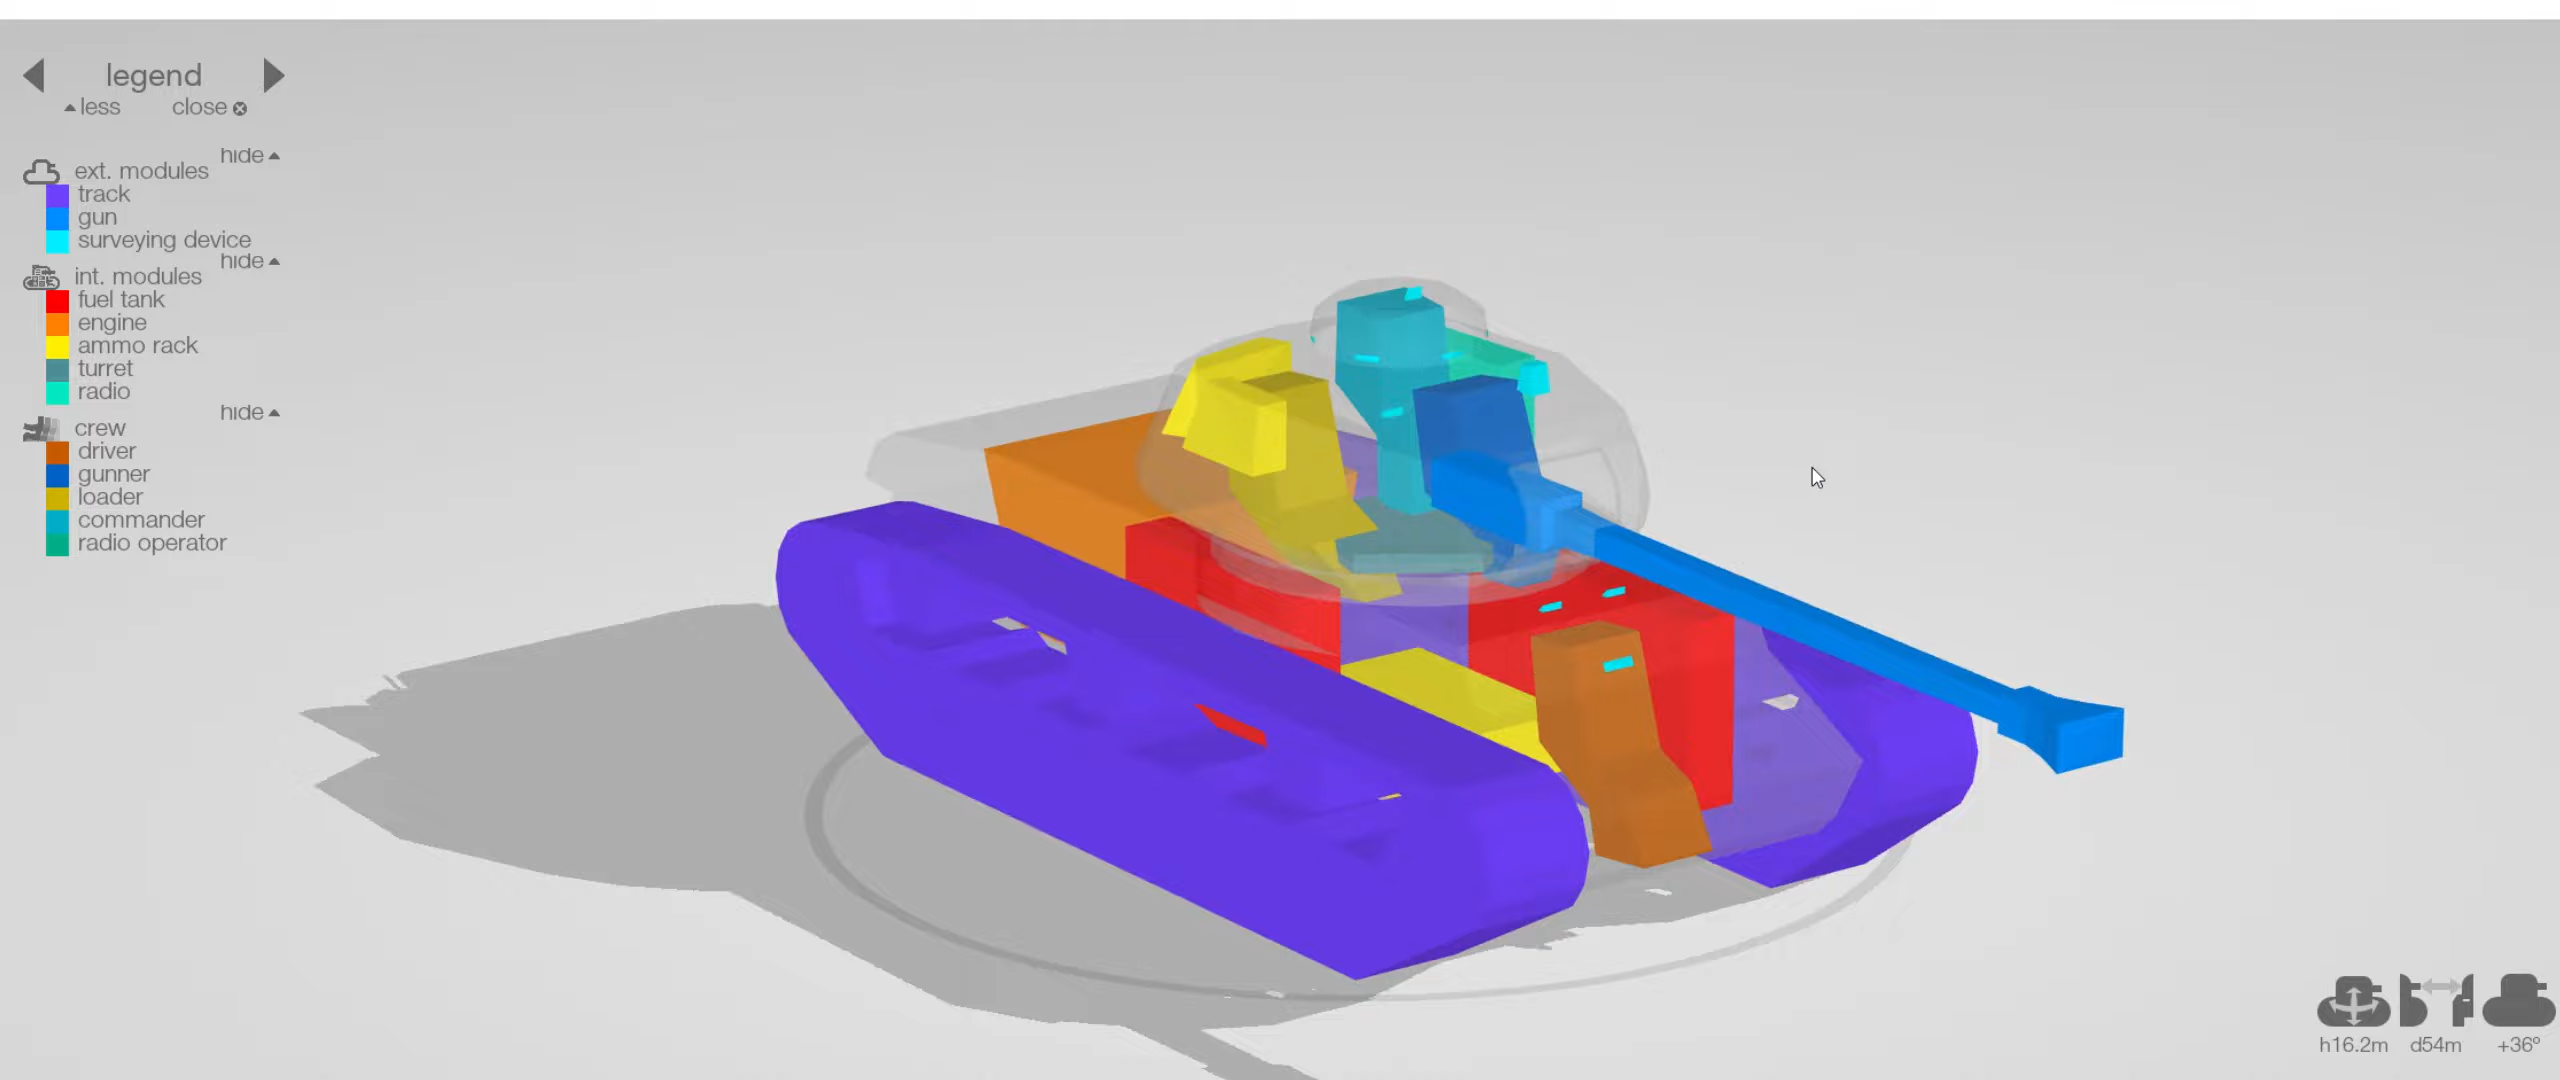 legend
less close
hide
ext. modules
track
gun
surveying device
hide
int. modules
fuel tank
engine
ammo rack
turret
radio
hide
crew
driver
gunner
loader
commander
radio operator
h16.2m d54m +36°